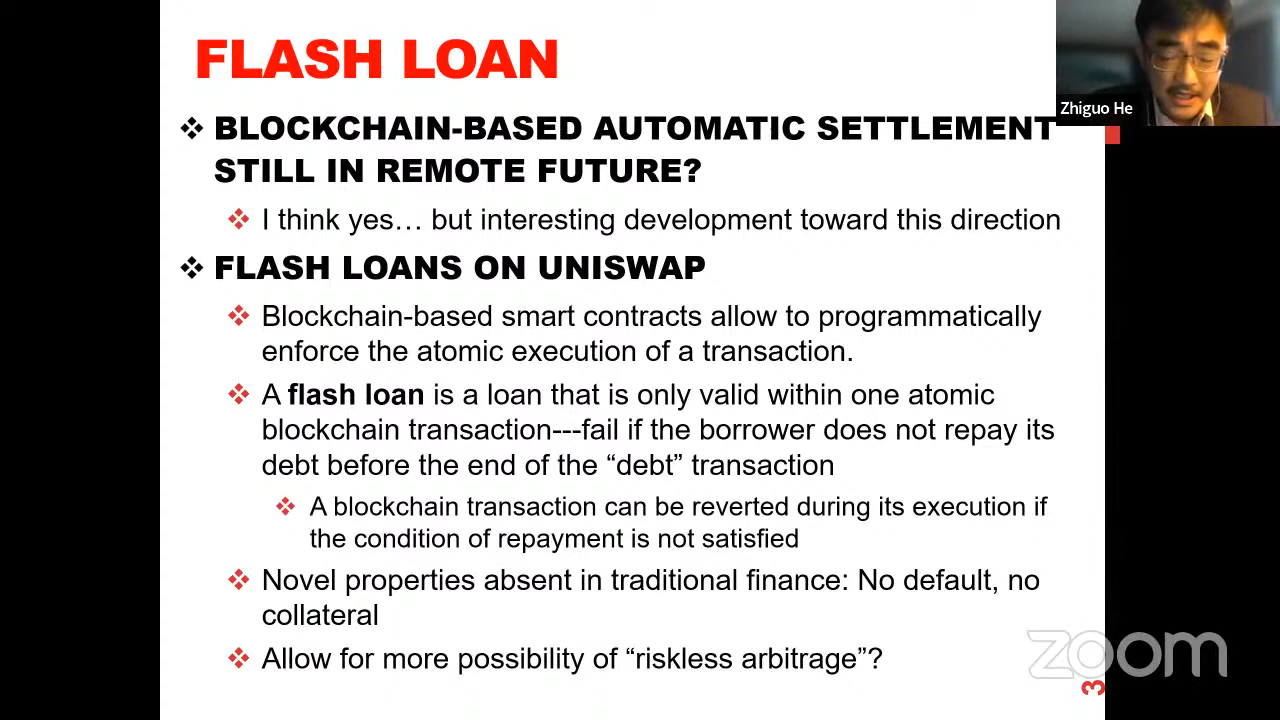 FLASH LOAN
Zhiguo He
❖ BLOCKCHAIN-BASED AUTOMATIC SETTLEMENT
STILL IN REMOTE FUTURE?
❖ I think yes… but interesting development toward this direction
❖ FLASH LOANS ON UNISWAP
❖ Blockchain-based smart contracts allow to programmatically
enforce the atomic execution of a transaction.
❖ A flash loan is a loan that is only valid within one atomic
blockchain transaction---fail if the borrower does not repay its
debt before the end of the “debt” transaction
❖ A blockchain transaction can be reverted during its execution if
the condition of repayment is not satisfied
❖ Novel properties absent in traditional finance: No default, no
collateral
❖ Allow for more possibility of “riskless arbitrage”?
zoom
3